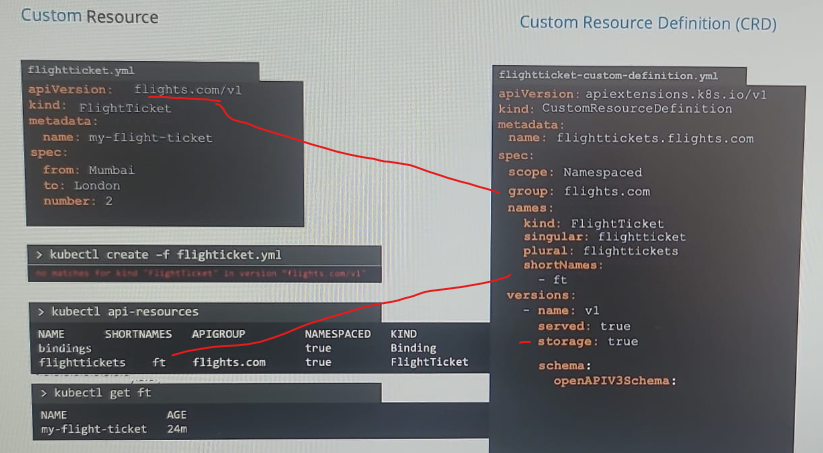 Custom Resource
flightticket.yml
apiVersion: flights.com/v1
kind: FlightTicket
metadata:
name: my-flight-ticket
spec:
from: Mumbai
to: London
number: 2
> kubectl create -f flighticket.yml
no matches for kind "FlightTicket" in version "flights.com/v1"
> kubectl api-resources
NAME SHORTNAMES APIGROUP NAMESPACED KIND
bindings true Binding
flighttickets ft flights.com true FlightTicket
> kubectl get ft
NAME AGE
my-flight-ticket 24m
Custom Resource Definition (CRD)
flightticket-custom-definition.yml
apiVersion: apiextensions.k8s.io/v1
kind: CustomResourceDefinition
metadata:
name: flighttickets.flights.com
spec:
scope: Namespaced
group: flights.com
names:
kind: FlightTicket
singular: flightticket
plural: flighttickets
shortNames:
- ft
versions:
- name: v1
served: true
storage: true
schema:
openAPIV3Schema: